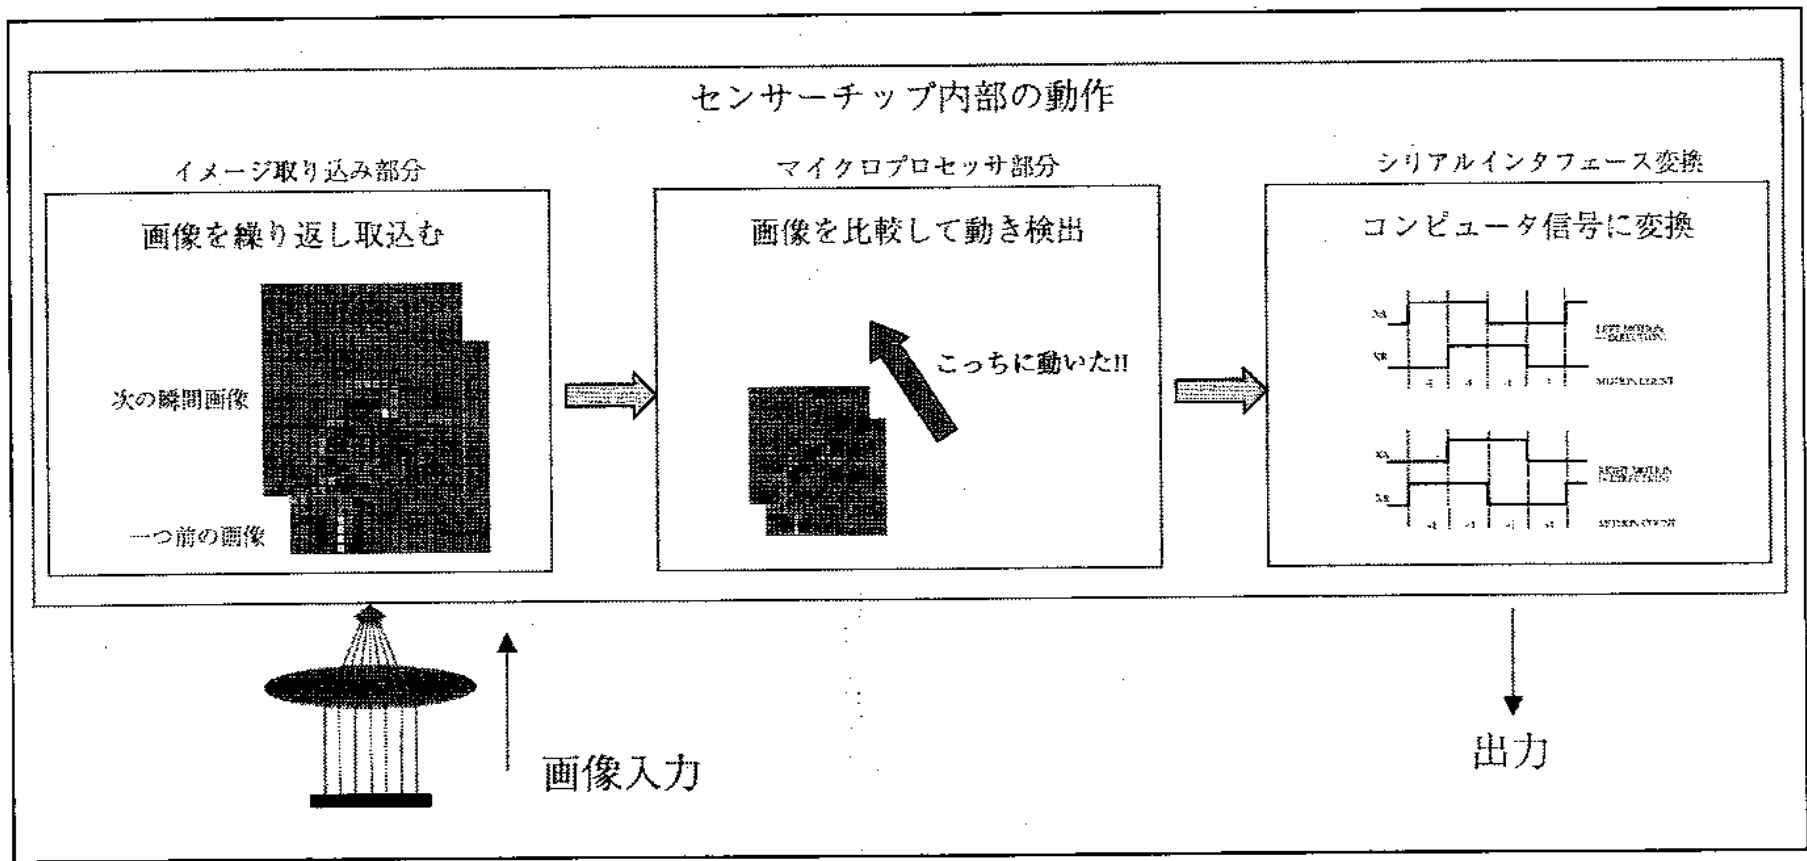 センサーチップ内部の動作
イメージ取り込み部分
画像を繰り返し取込む
次の瞬間画像
一つ前の画像
マイクロプロセッサ部分
画像を比較して動き検出
こっちに動いた!!
シリアルインタフェース変換
コンピュータ信号に変換
XA
XB
XA
XB
画像入力
出力